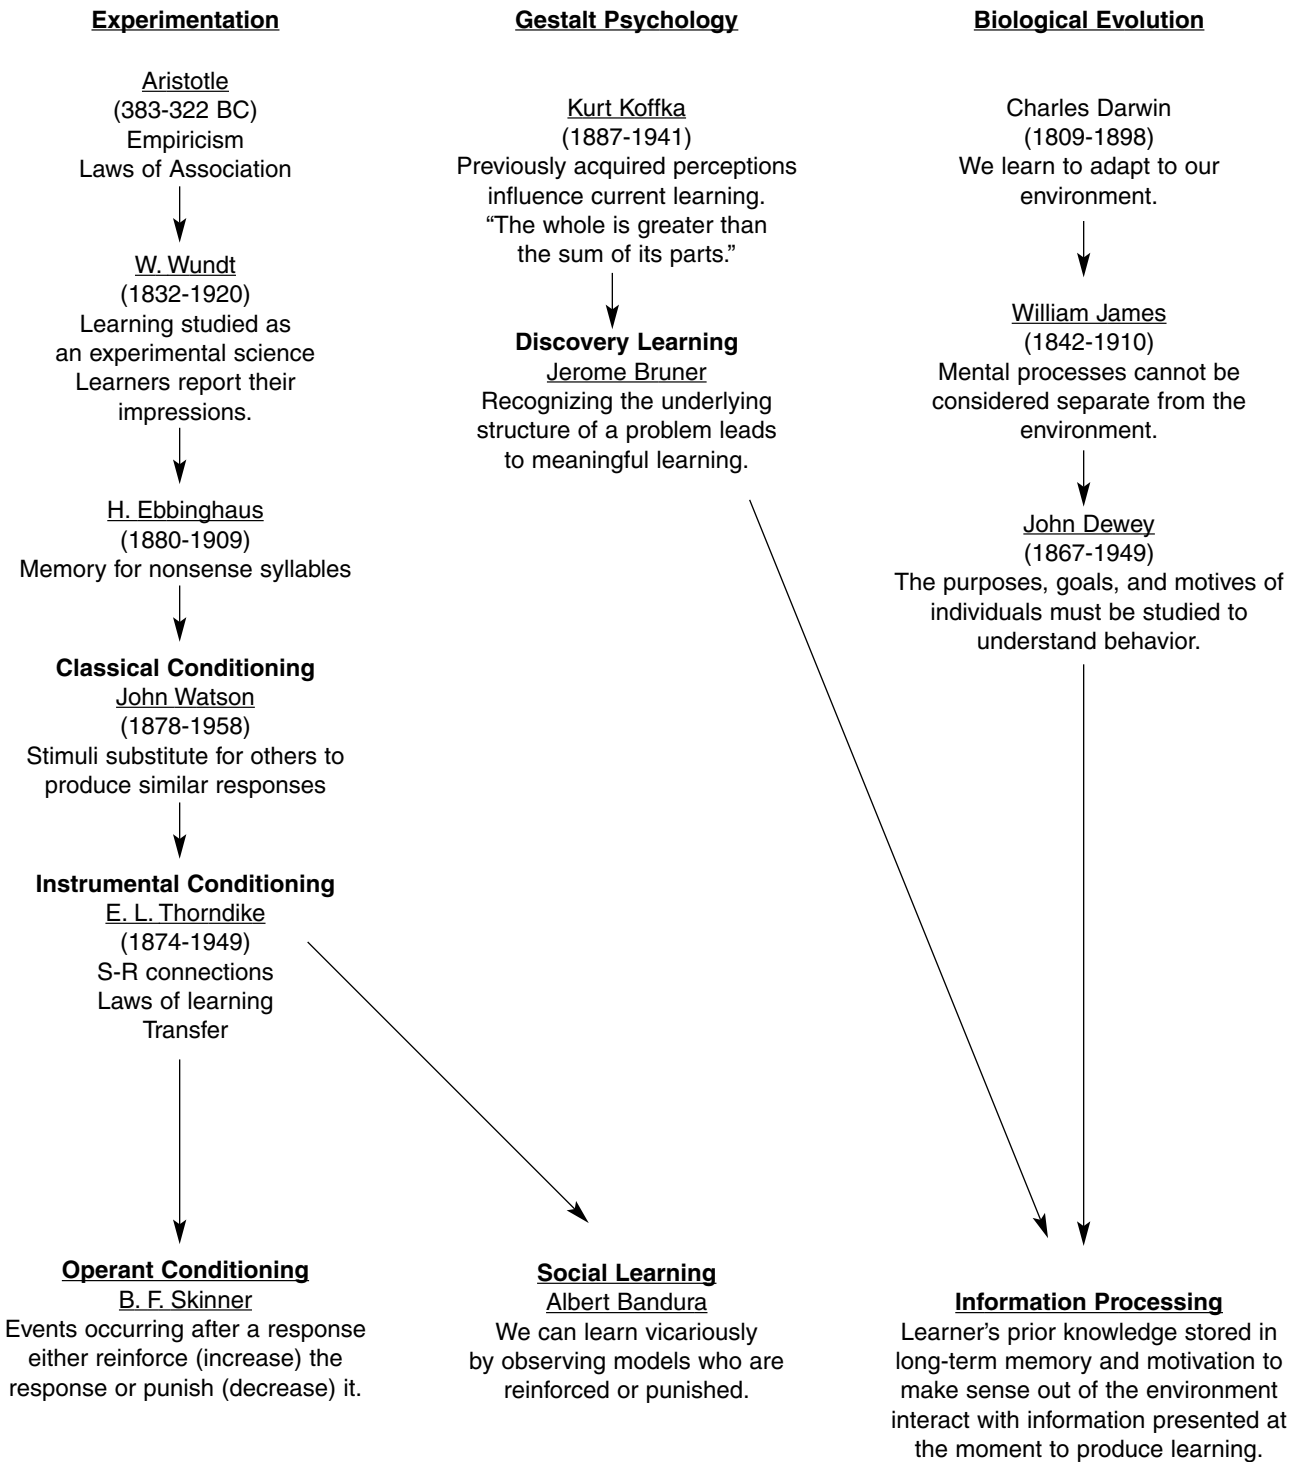 Experimentation
Aristotle
(383-322 BC)
Empiricism
Laws of Association
W. Wundt
(1832-1920)
Learning studied as
an experimental science
Learners report their
impressions.
H. Ebbinghaus
(1880-1909)
Memory for nonsense syllables
Classical Conditioning
John Watson
(1878-1958)
Stimuli substitute for others to
produce similar responses
Instrumental Conditioning
E. L. Thorndike
(1874-1949)
S-R connections
Laws of learning
Transfer
Operant Conditioning
B. F. Skinner
Events occurring after a response
either reinforce (increase) the
response or punish (decrease) it.
Gestalt Psychology
Kurt Koffka
(1887-1941)
Previously acquired perceptions
influence current learning.
“The whole is greater than
the sum of its parts.”
Discovery Learning
Jerome Bruner
Recognizing the underlying
structure of a problem leads
to meaningful learning.
Social Learning
Albert Bandura
We can learn vicariously
by observing models who are
reinforced or punished.
Biological Evolution
Charles Darwin
(1809-1898)
We learn to adapt to our
environment.
William James
(1842-1910)
Mental processes cannot be
considered separate from the
environment.
John Dewey
(1867-1949)
The purposes, goals, and motives of
individuals must be studied to
understand behavior.
Information Processing
Learner’s prior knowledge stored in
long-term memory and motivation to
make sense out of the environment
interact with information presented at
the moment to produce learning.